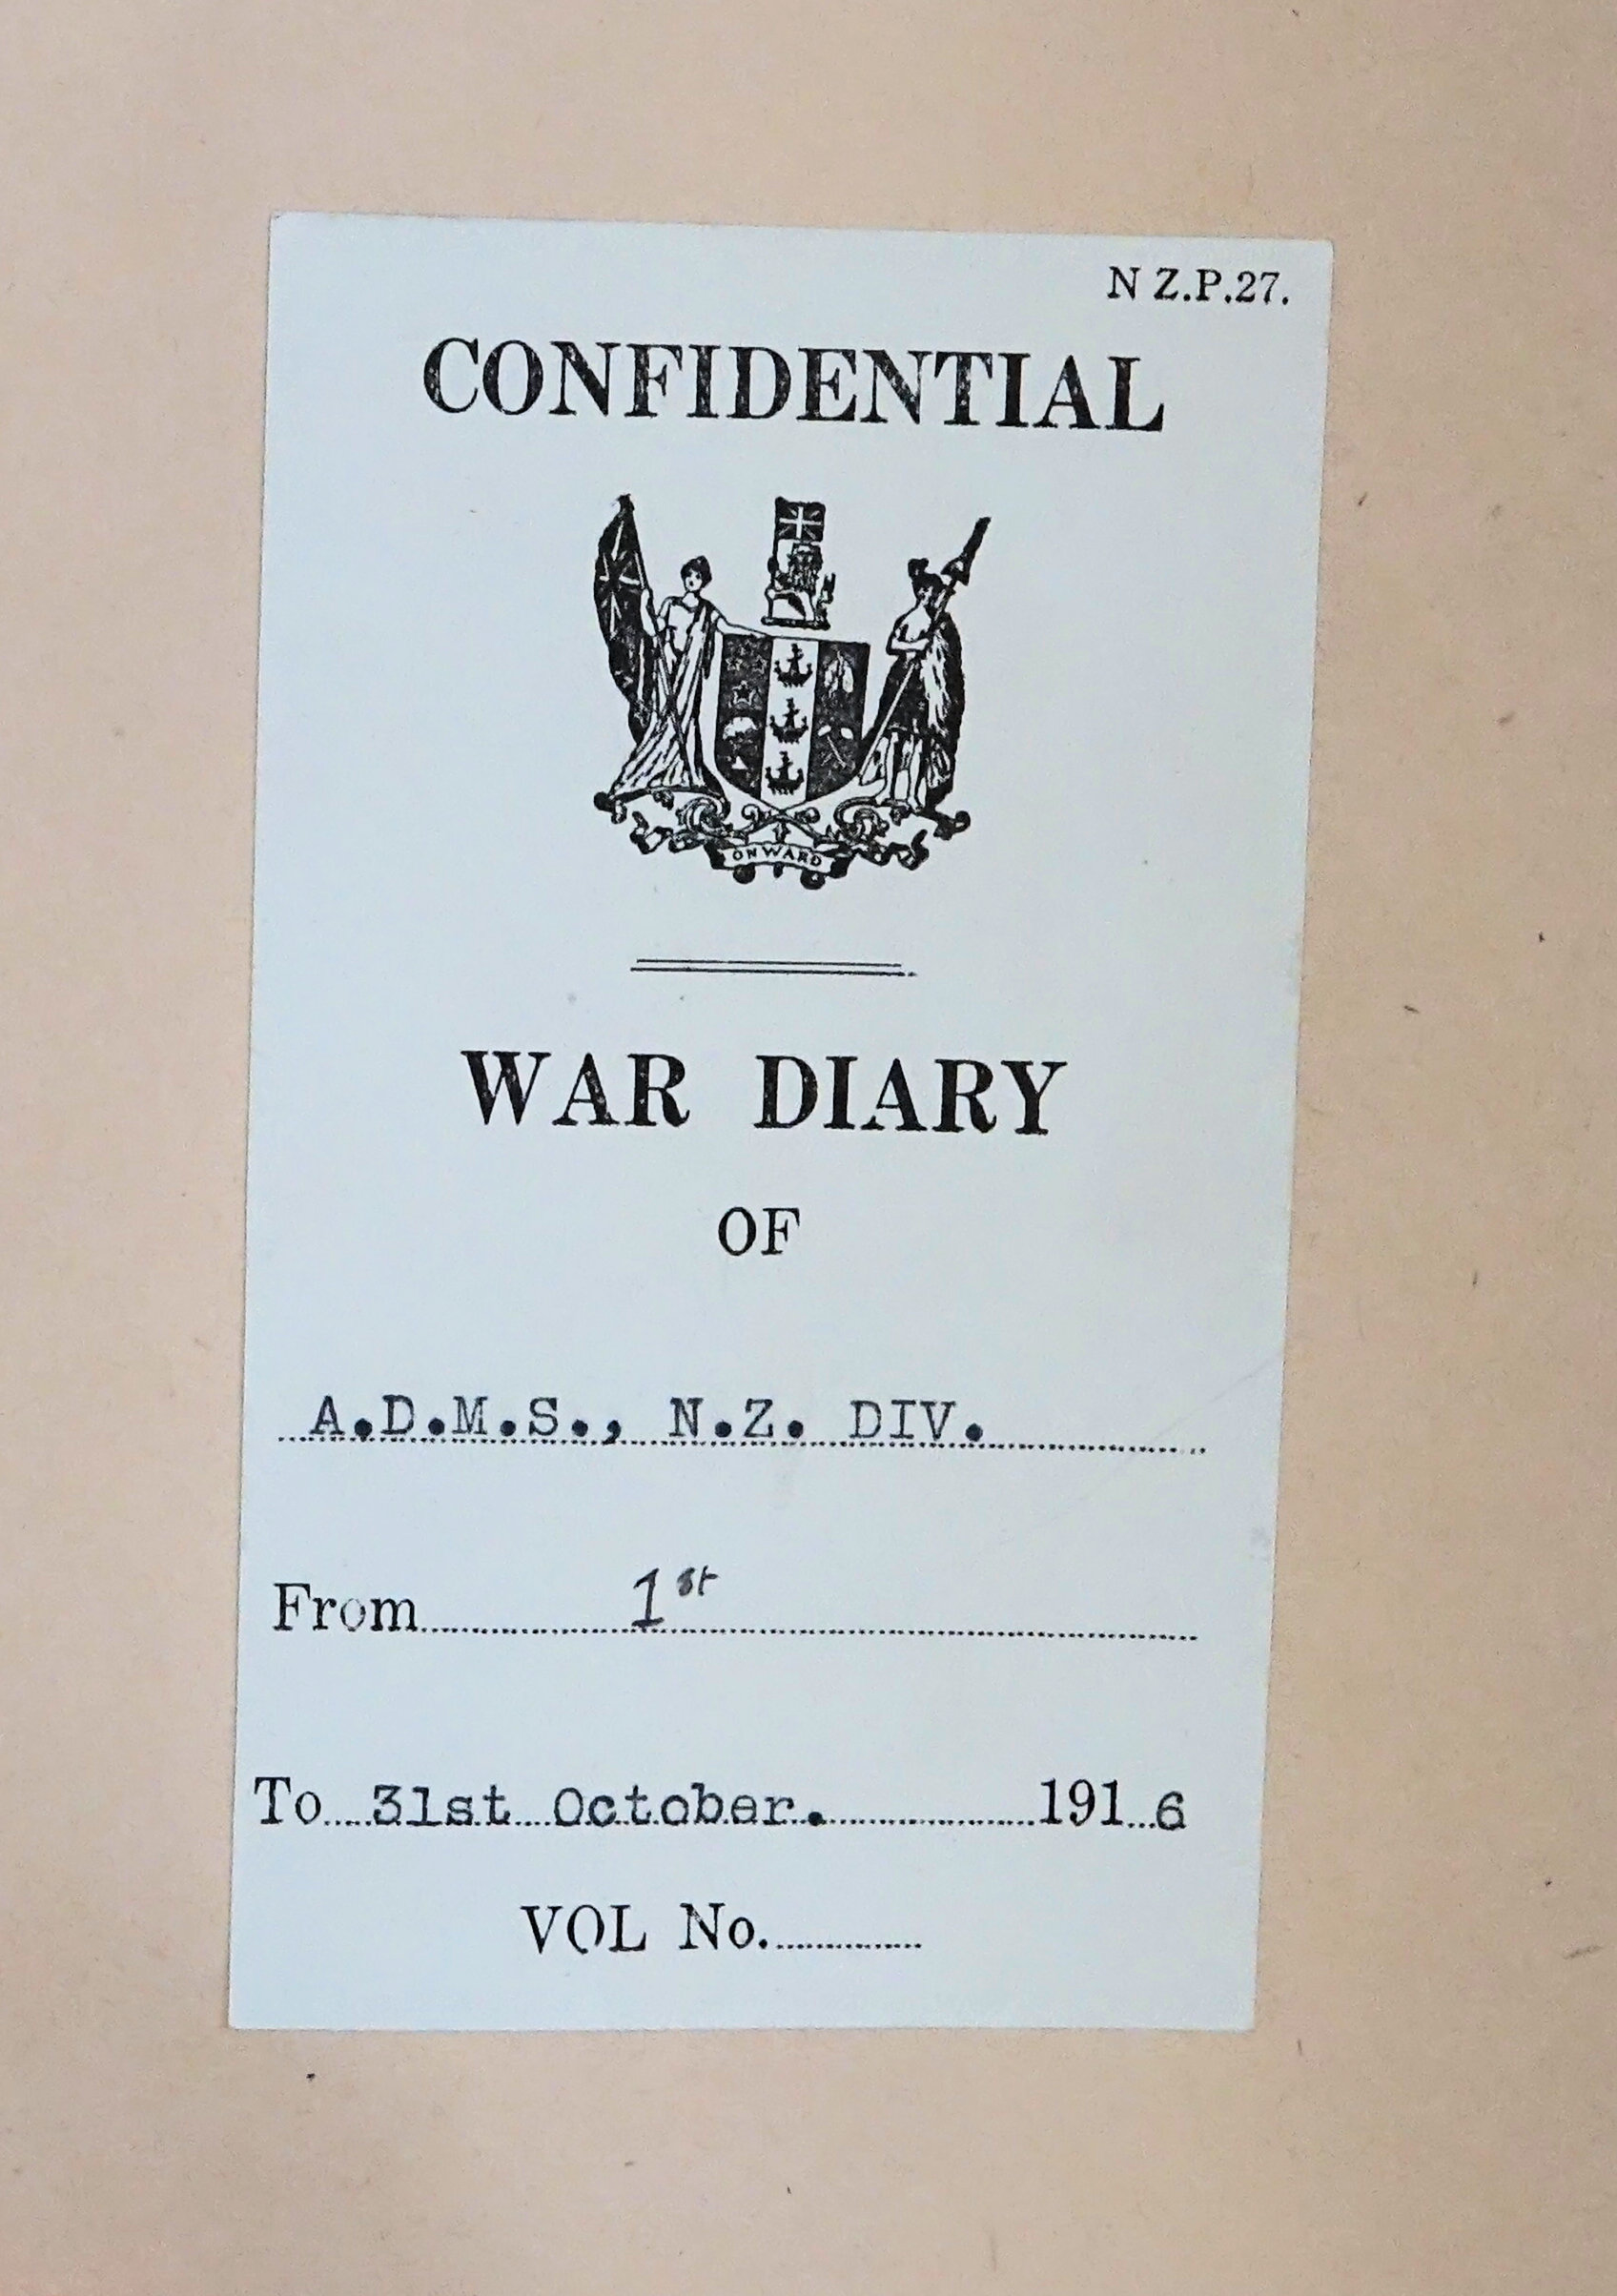 N Z.P.27.
CONFIDENTIAL
ONWARD
WAR DIARY
OF
A.D.M.S., N.Z. DIV.
From 1st
To 31st October. 1916
VOL No.